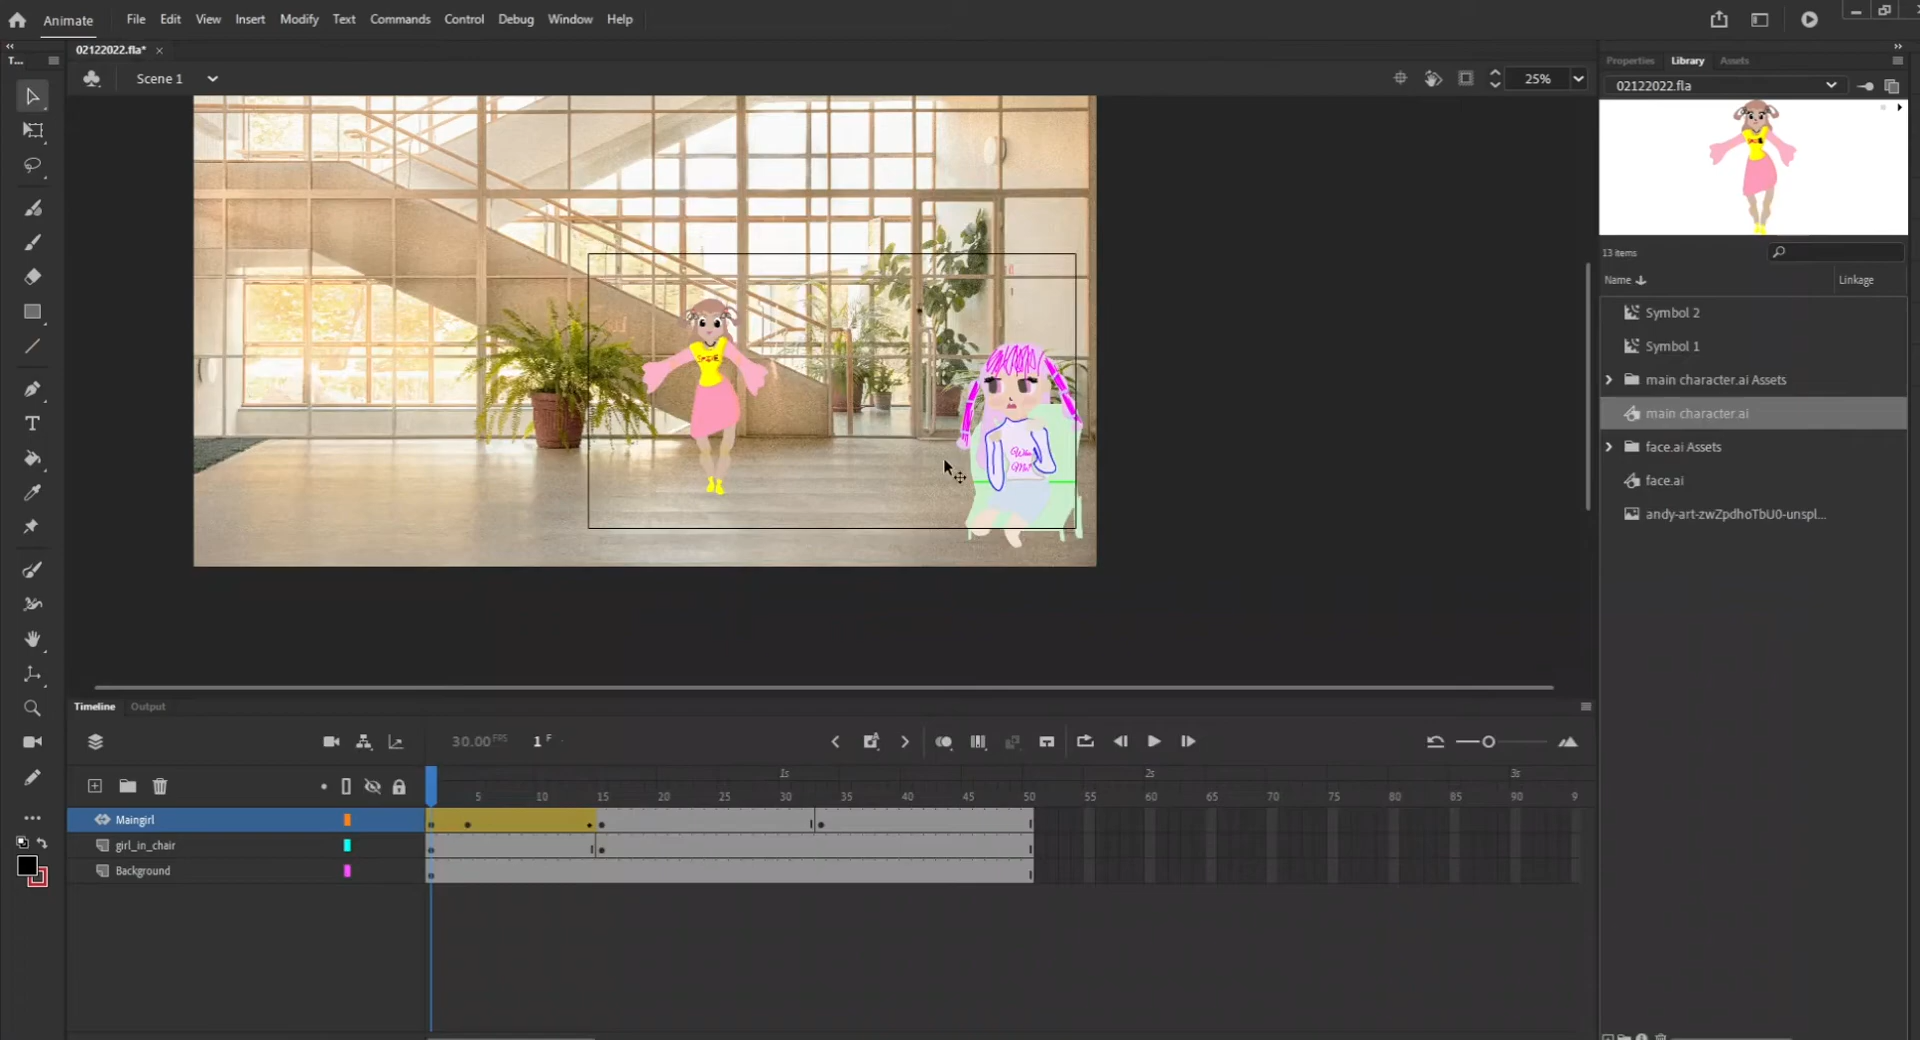 Animate
File Edit View Insert Modify Text Commands Control Debug Window Help
02122022.fla*
T...
Scene 1
25%
Properties Library Assets
02122022.fla
13 items
Name
Linkage
Symbol 2
Symbol 1
main character.ai Assets
main character.ai
face.ai Assets
face.ai
andy-art-zwZpdhoTbU0-unspl...
Timeline Output
30.00 FPS 1 F
1s 2s 3s
5 10 15 20 25 30 35 40 45 50 55 60 65 70 75 80 85 90 9
Maingirl
girl_in_chair
Background